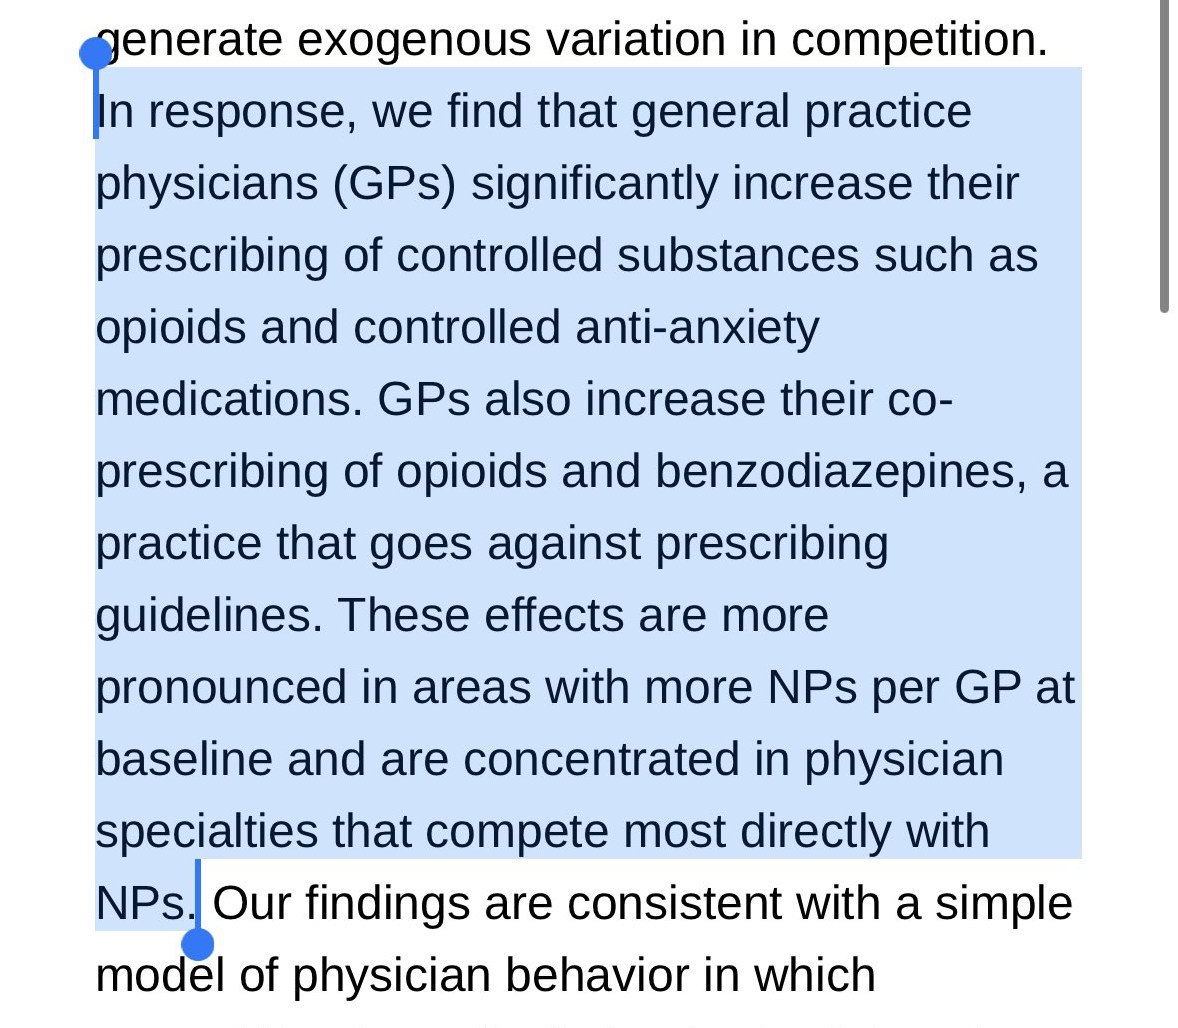 generate exogenous variation in competition.
In response, we find that general practice
physicians (GPs) significantly increase their
prescribing of controlled substances such as
opioids and controlled anti-anxiety
medications. GPs also increase their co-
prescribing of opioids and benzodiazepines, a
practice that goes against prescribing
guidelines. These effects are more
pronounced in areas with more NPs per GP at
baseline and are concentrated in physician
specialties that compete most directly with
NPs. Our findings are consistent with a simple
model of physician behavior in which